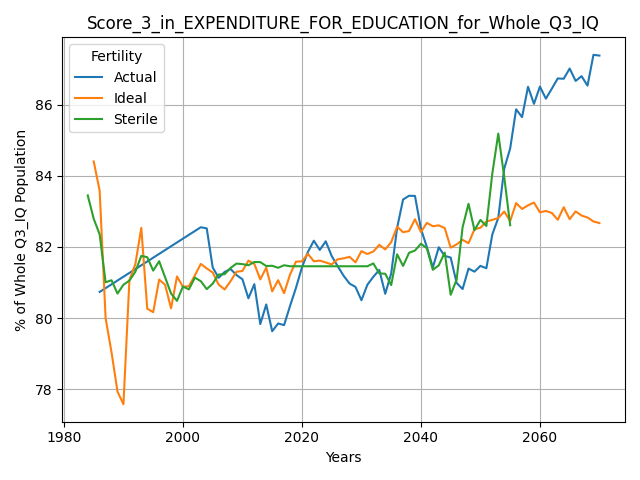 Score_3_in_EXPENDITURE_FOR_EDUCATION_for_Whole_Q3_IQ
Fertility
Actual
Ideal
Sterile
% of Whole Q3_IQ Population
86
84
82
80
78
1980
2000
2020
2040
2060
Years